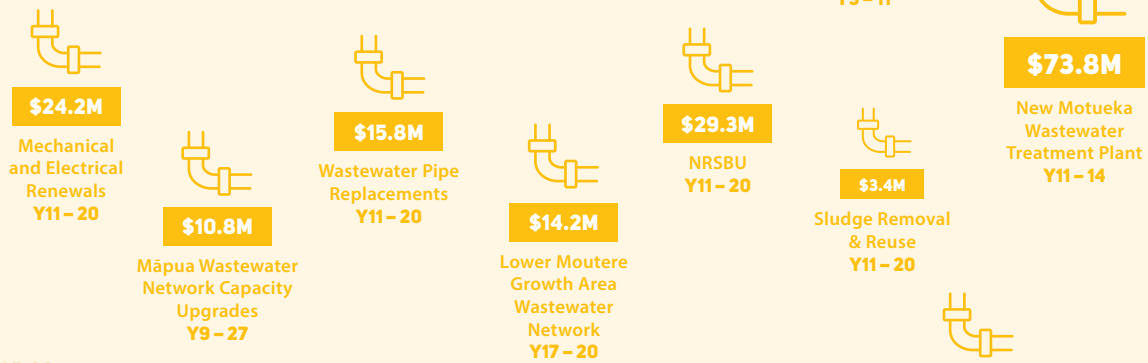 $24.2M
Mechanical
and Electrical
Renewals
Y11 – 20
$10.8M
Māpua Wastewater
Network Capacity
Upgrades
Y9 – 27
$15.8M
Wastewater Pipe
Replacements
Y11 – 20
$14.2M
Lower Moutere
Growth Area
Wastewater
Network
Y17 – 20
$29.3M
NRSBU
Y11 – 20
$3.4M
Sludge Removal
& Reuse
Y11 – 20
$73.8M
New Motueka
Wastewater
Treatment Plant
Y11 – 14